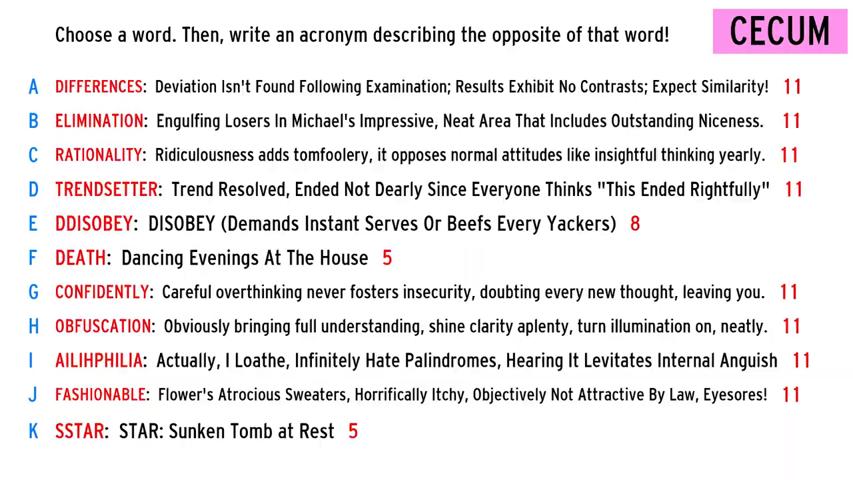 Choose a word. Then, write an acronym describing the opposite of that word!
CECUM
A DIFFERENCES: Deviation Isn't Found Following Examination; Results Exhibit No Contrasts; Expect Similarity! 11
B ELIMINATION: Engulfing Losers In Michael's Impressive, Neat Area That Includes Outstanding Niceness. 11
C RATIONALITY: Ridiculousness adds tomfoolery, it opposes normal attitudes like insightful thinking yearly. 11
D TRENDSETTER: Trend Resolved, Ended Not Dearly Since Everyone Thinks "This Ended Rightfully" 11
E DDISOBEY: DISOBEY (Demands Instant Serves Or Beefs Every Yackers) 8
F DEATH: Dancing Evenings At The House 5
G CONFIDENTLY: Careful overthinking never fosters insecurity, doubting every new thought, leaving you. 11
H OBFUSCATION: Obviously bringing full understanding, shine clarity aplenty, turn illumination on, neatly. 11
I AILIHPHILIA: Actually, I Loathe, Infinitely Hate Palindromes, Hearing It Levitates Internal Anguish 11
J FASHIONABLE: Flower's Atrocious Sweaters, Horrifically Itchy, Objectively Not Attractive By Law, Eyesores! 11
K SSTAR: STAR: Sunken Tomb at Rest 5